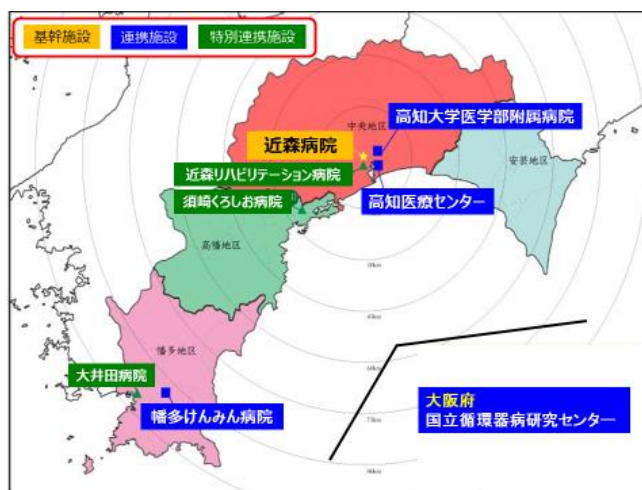 基幹施設
連携施設
特別連携施設
中央地区
高知大学医学部附属病院
近森病院
安芸地区
近森リハビリテーション病院
須崎くろしお病院
高知医療センター
高幡地区
幡多地区
大井田病院
幡多けんみん病院
大阪府
国立循環器病研究センター